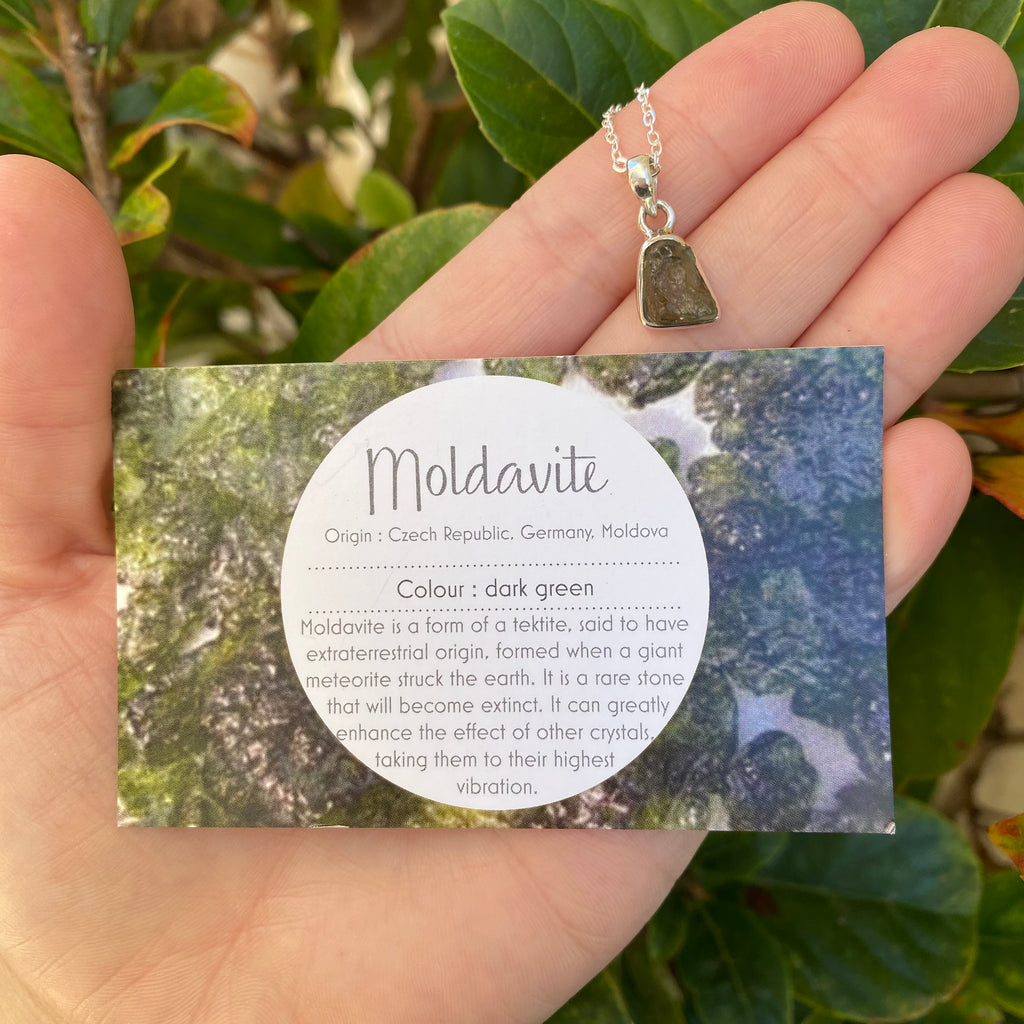 Moldavite
Origin : Czech Republic, Germany, Moldova
Colour : dark green
Moldavite is a form of a tektite, said to have
extraterrestrial origin, formed when a giant
meteorite struck the earth. It is a rare stone
that will become extinct. It can greatly
enhance the effect of other crystals,
taking them to their highest
vibration.